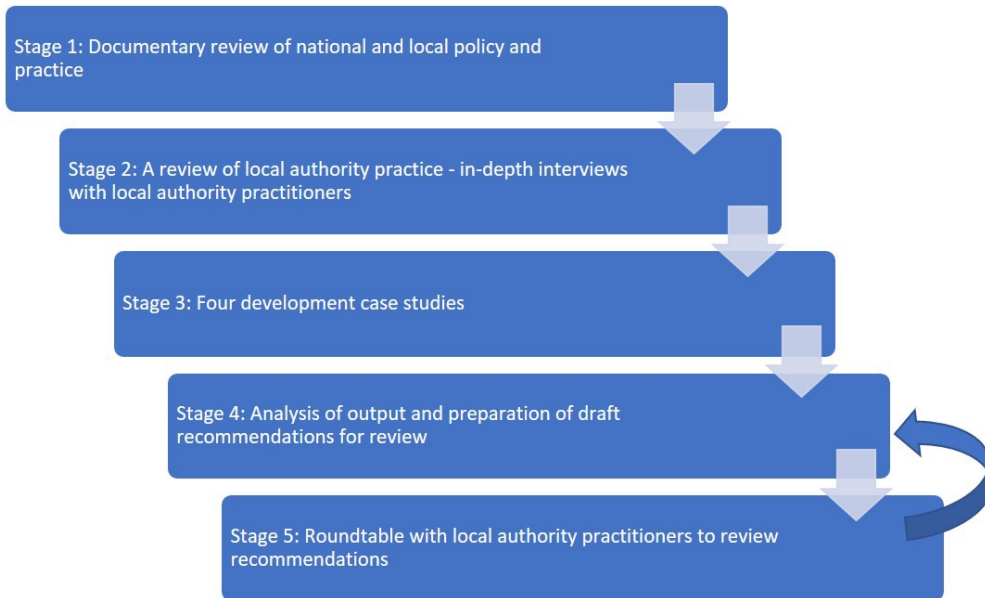 Stage 1: Documentary review of national and local policy and
practice
Stage 2: A review of local authority practice - in-depth interviews
with local authority practitioners
Stage 3: Four development case studies
Stage 4: Analysis of output and preparation of draft
recommendations for review
Stage 5: Roundtable with local authority practitioners to review
recommendations